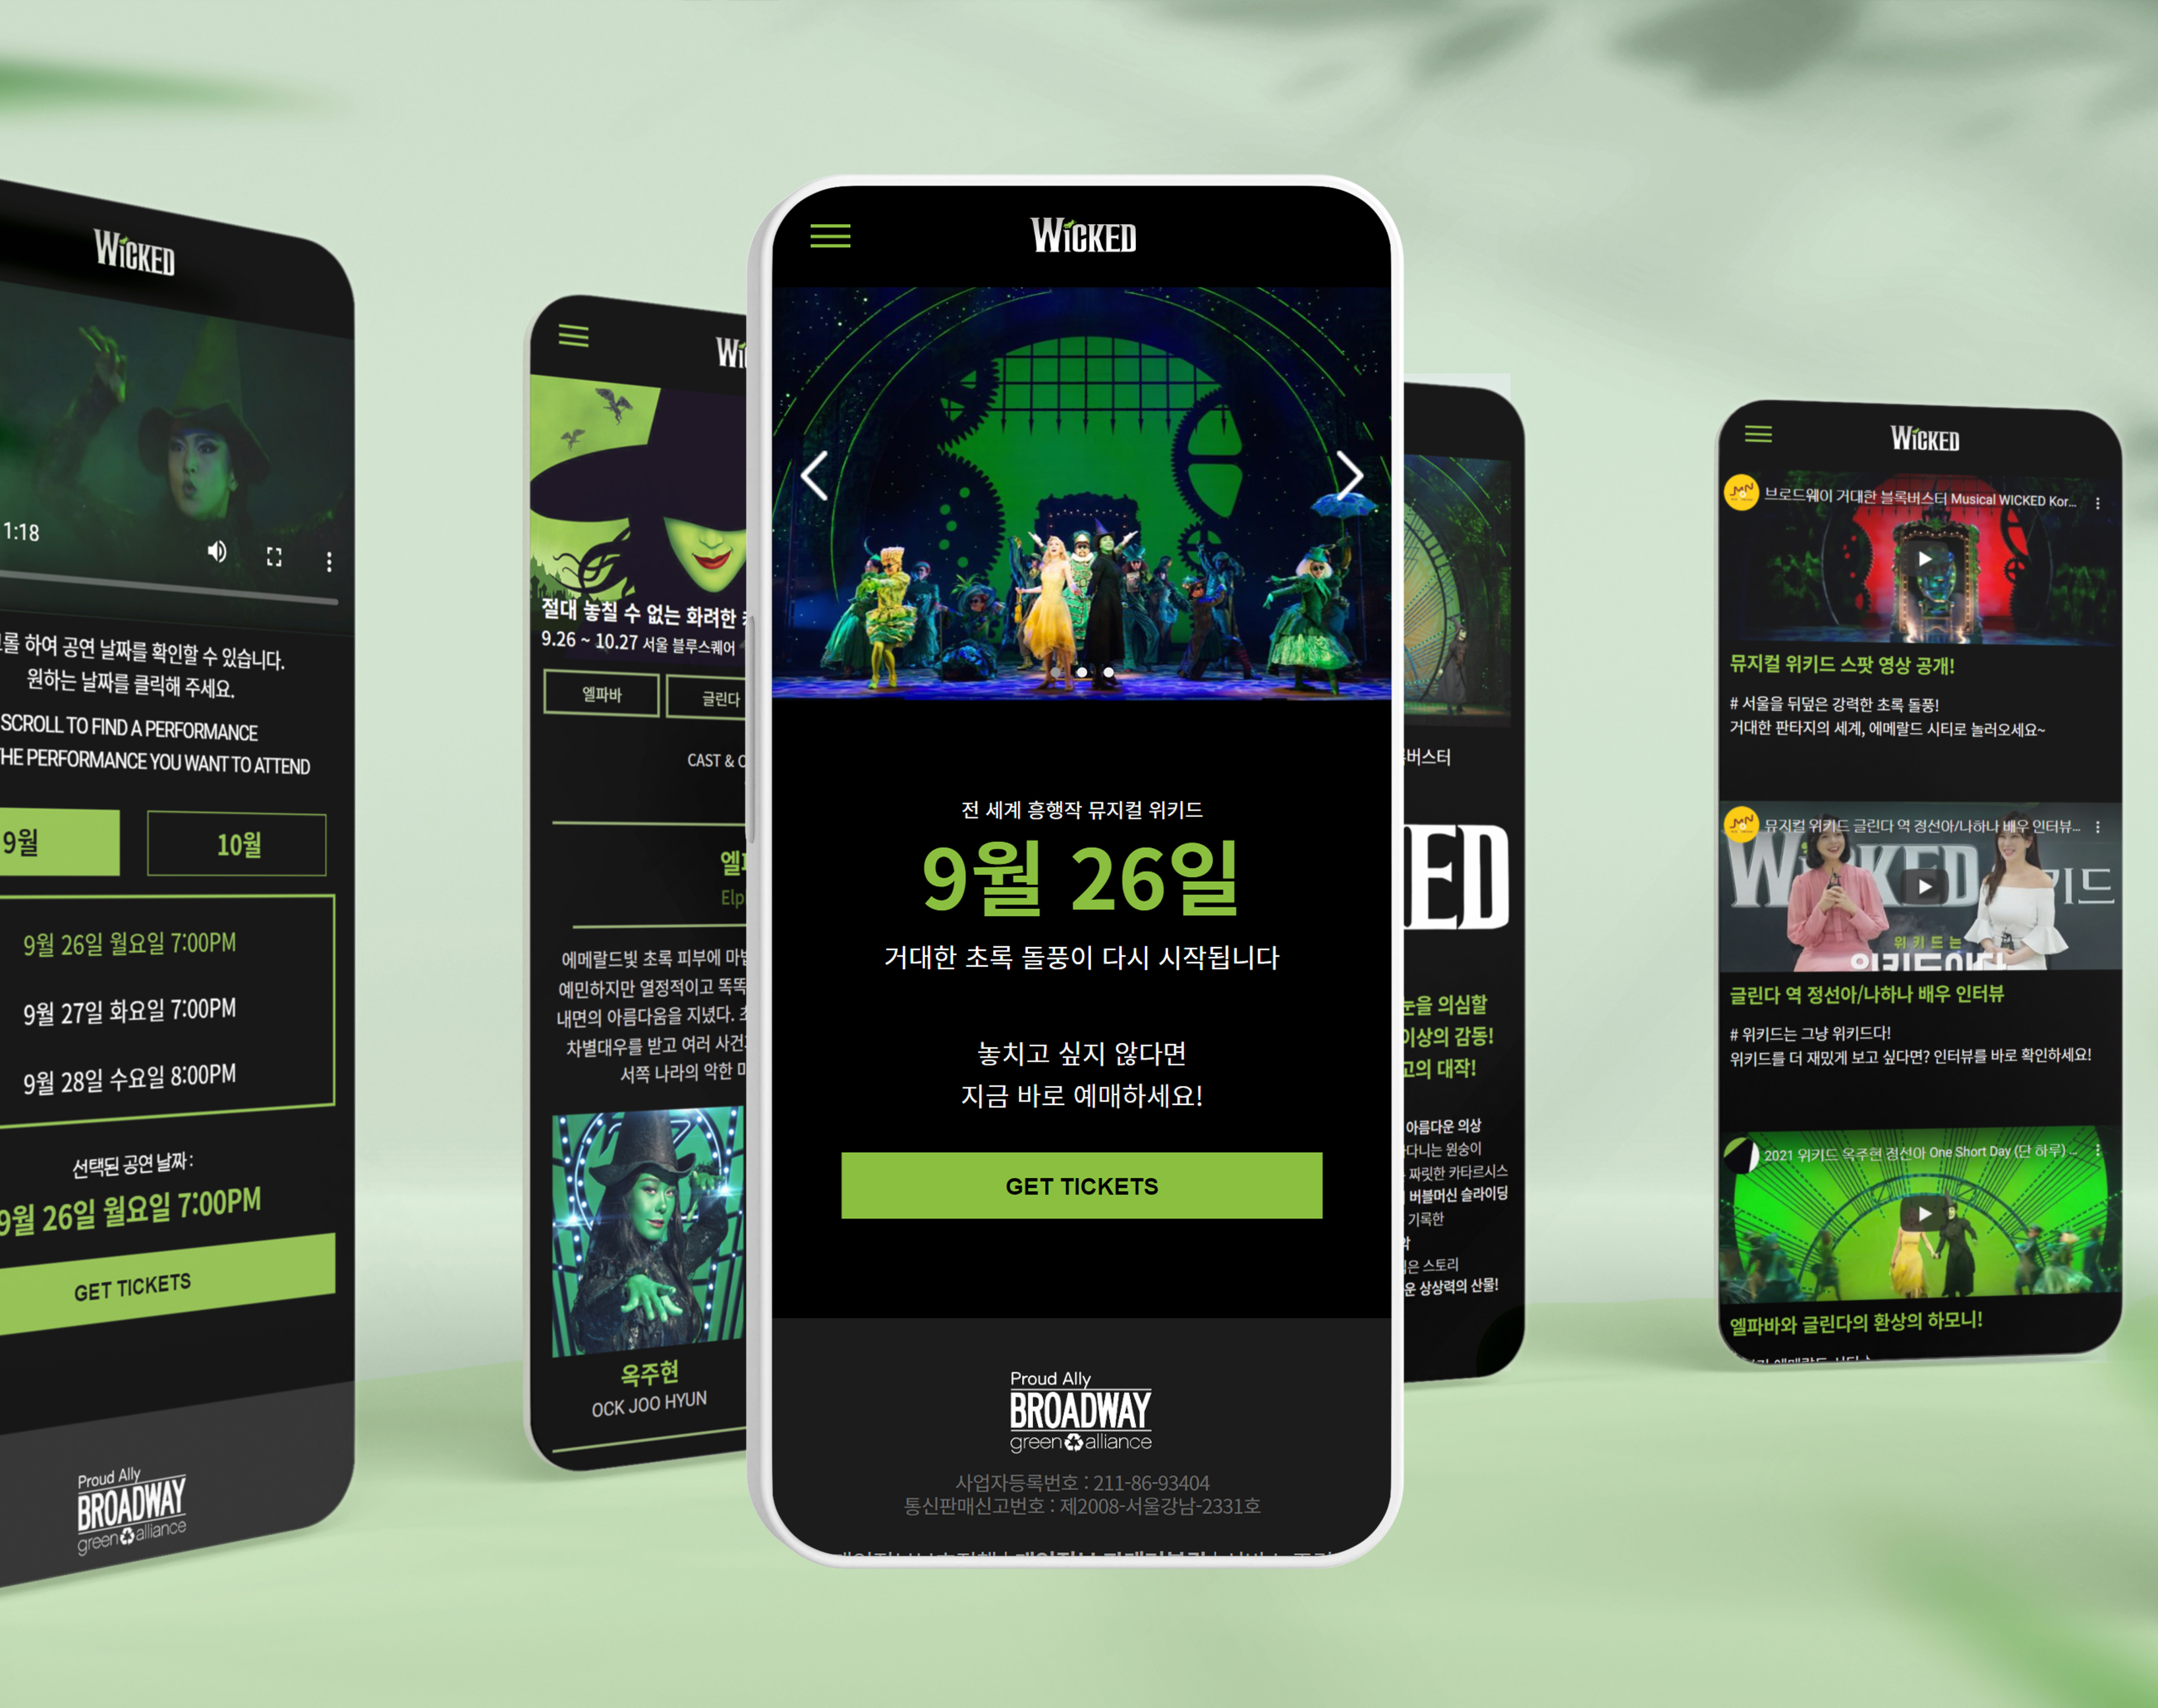 WICKED
1:18
하여 공연 날짜를 확인할 수 있습니다.
원하는 날짜를 클릭해 주세요.
SCROLL TO FIND A PERFORMANCE
THE PERFORMANCE YOU WANT TO ATTEND
9월
10월
9월 26일 월요일 7:00PM
9월 27일 화요일 7:00PM
9월 28일 수요일 8:00PM
선택된 공연 날짜 :
9월 26일 월요일 7:00PM
GET TICKETS
Proud Ally
BROADWAY
green alliance
절대 놓칠 수 없는 화려한
9.26 ~ 10.27 서울 블루스퀘어
엘파바
글린다
CAST &
에메랄드빛 초록 피부에
예민하지만 열정적이고
내면의 아름다움을 지녔다.
차별대우를 받고 여러
서쪽 나라의 악한
옥주현
OCK JOO HYUN
WICKED
전 세계 흥행작 뮤지컬 위키드
9월 26일
거대한 초록 돌풍이 다시 시작됩니다
놓치고 싶지 않다면
지금 바로 예매하세요!
GET TICKETS
Proud Ally
BROADWAY
green alliance
사업자등록번호 : 211-86-93404
통신판매신고번호 : 제2008-서울강남-2331호
버스터
ED
눈을 의심할
이상의 감동!
대작!
아름다운 의상
원숭이
짜릿한 카타르시스
버블머신 슬라이딩
기록한
스토리
상상력의 산물!
WICKED
브로드웨이 거대한 블록버스터 Musical WICKED Kor...
뮤지컬 위키드 스팟 영상 공개!
# 서울을 뒤덮은 강력한 초록 돌풍!
거대한 판타지의 세계, 에메랄드 시티로 놀러오세요~
뮤지컬 위키드 글린다 역 정선아/나하나 배우 인터뷰...
WICKED 키드
위키드는
글린다 역 정선아/나하나 배우 인터뷰
# 위키드는 그냥 위키드다!
위키드를 더 재밌게 보고 싶다면? 인터뷰를 바로 확인하세요!
2021 위키드 옥주현 정선아 One Short Day (단 하루) ...
엘파바와 글린다의 환상의 하모니!